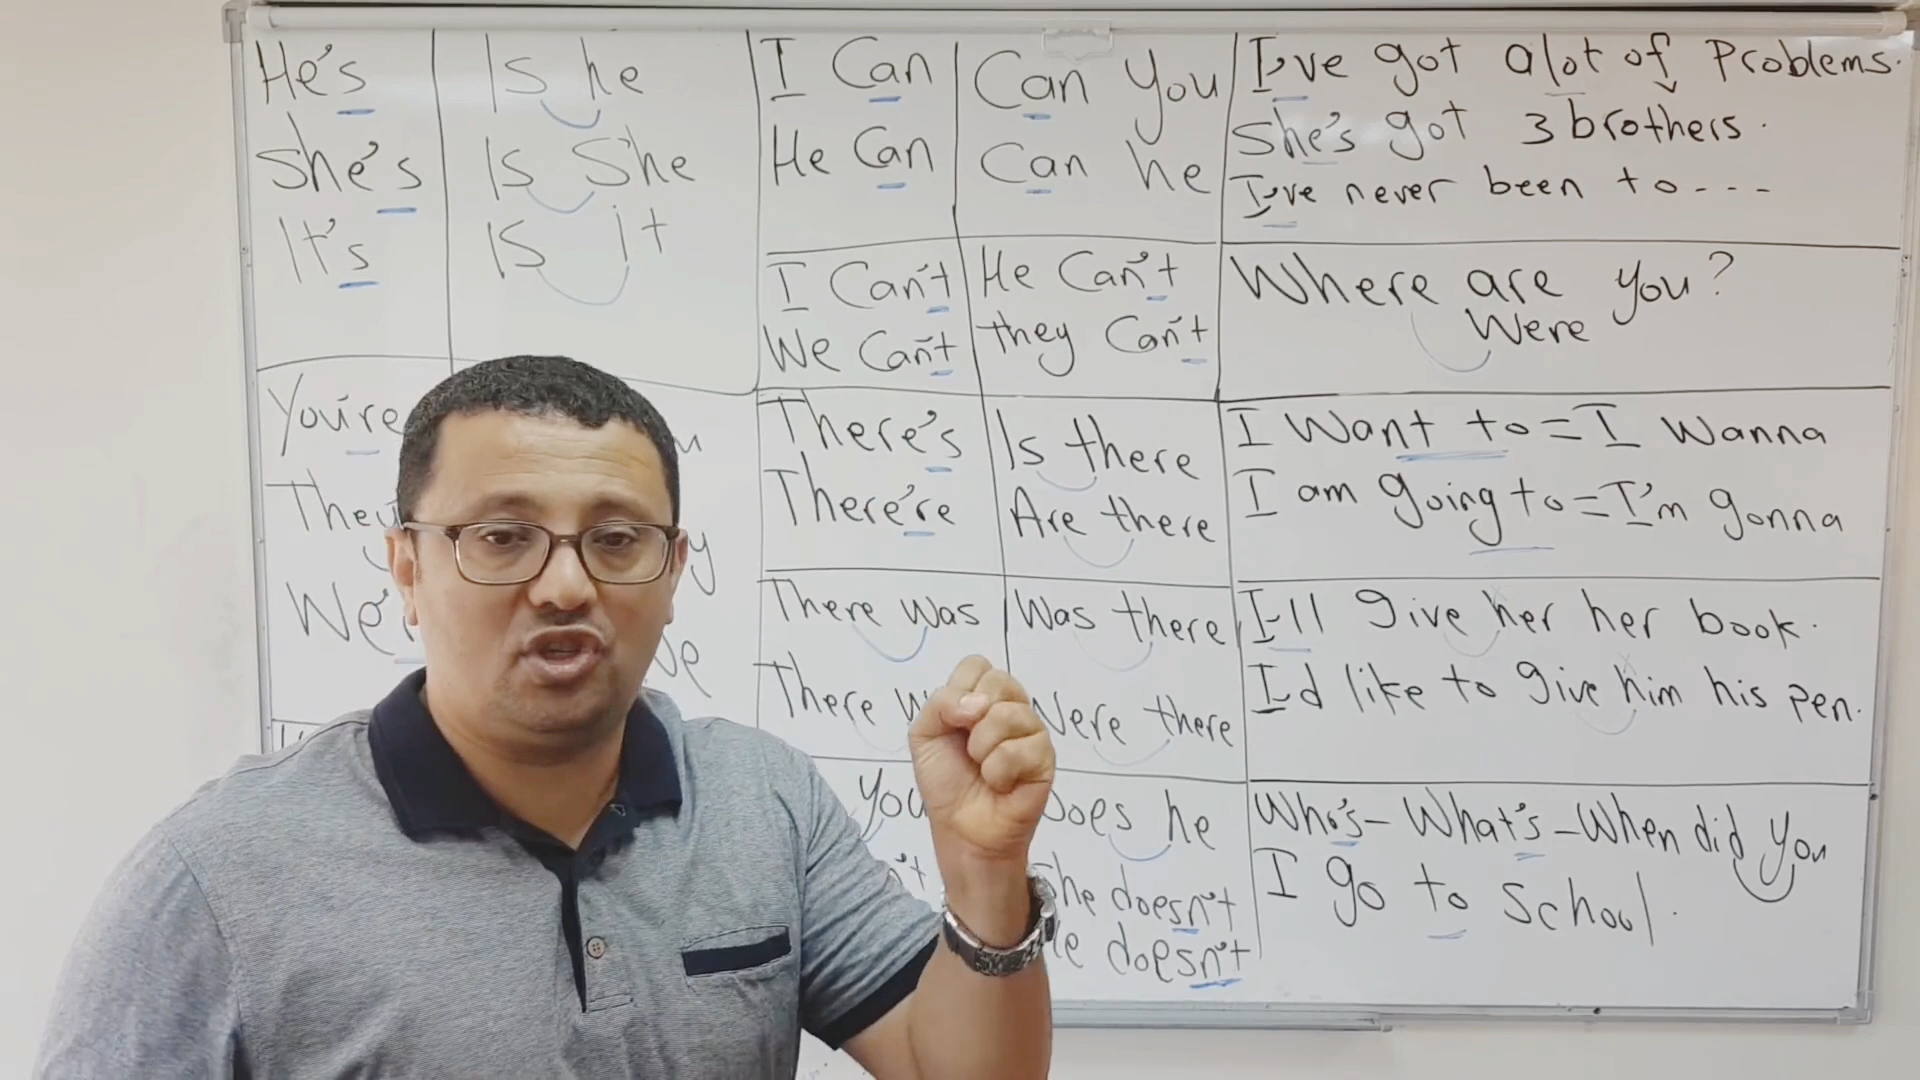 He's
She's
It's
Is he
Is She
Is it
I Can
He Can
Can You
Can he
I've got alot of Problems.
She's got 3 brothers.
I've never been to ---
I Can't
We Can't
He Can't
they Can't
Where are you?
Were
You're
They
There's
There're
Is there
Are there
I Want to = I Wanna
I am going to = I'm gonna
There was
There
Was there
Were there
I'll give her her book.
I'd like to give him his pen.
you
Does he
She doesn't
He doesn't
Who's - What's - When did you
I go to School.